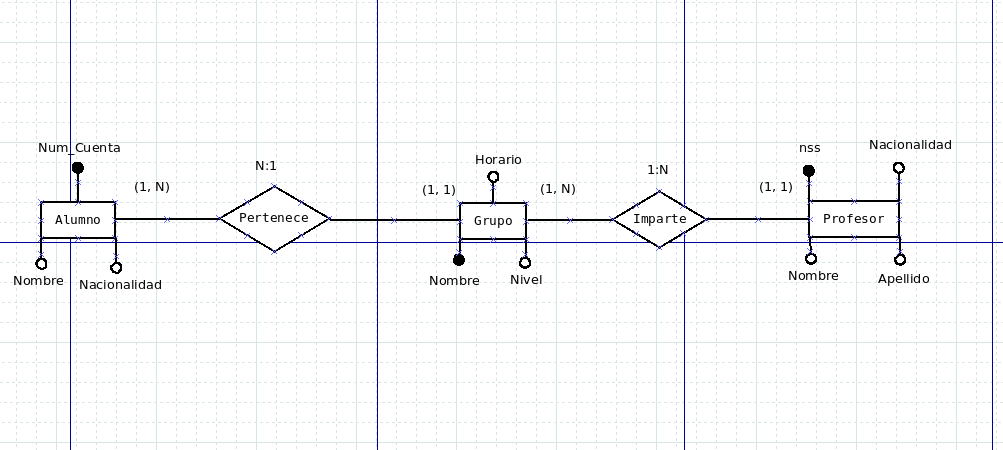 Num_Cuenta
(1, N)
Alumno
Nombre
Nacionalidad
N:1
Pertenece
(1, 1)
Horario
(1, N)
Grupo
Nombre
Nivel
1:N
Imparte
(1, 1)
nss
Nacionalidad
Profesor
Nombre
Apellido